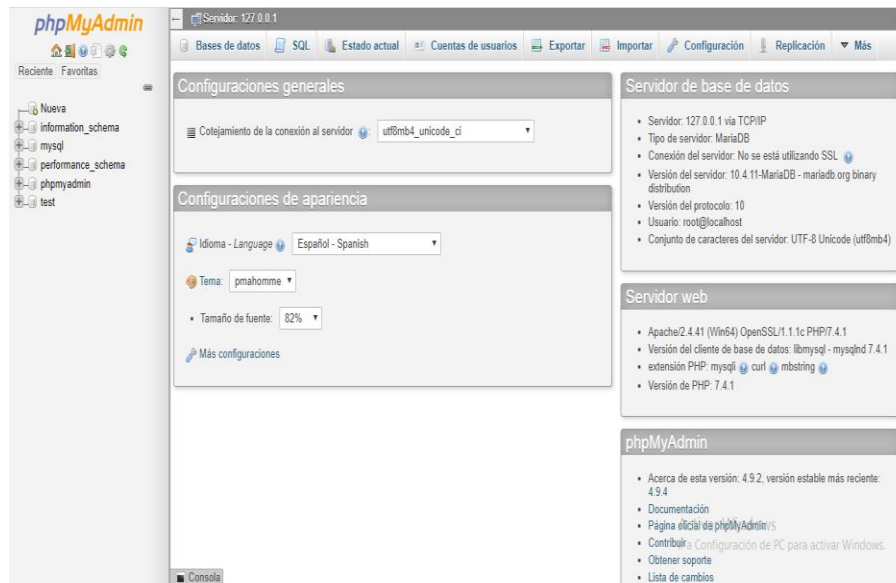 phpMyAdmin
Reciente Favoritas
Nueva
information_schema
mysql
performance_schema
phpmyadmin
test
Servidor: 127.0.0.1
Bases de datos SQL Estado actual Cuentas de usuarios Exportar Importar Configuración Replicación Más
Configuraciones generales
Cotejamiento de la conexión al servidor : utf8mb4_unicode_ci
Configuraciones de apariencia
Idioma - Language Español - Spanish
Tema: pmahomme
Tamaño de fuente: 82%
Más configuraciones
Consola
Servidor de base de datos
Servidor: 127.0.0.1 via TCP/IP
Tipo de servidor: MariaDB
Conexión del servidor: No se está utilizando SSL
Versión del servidor: 10.4.11-MariaDB - mariadb.org binary
distribution
Versión del protocolo: 10
Usuario: root@localhost
Conjunto de caracteres del servidor: UTF-8 Unicode (utf8mb4)
Servidor web
Apache/2.4.41 (Win64) OpenSSL/1.1.1c PHP/7.4.1
Versión del cliente de base de datos: libmysql - mysqlnd 7.4.1
extensión PHP: mysqli curl mbstring
Versión de PHP: 7.4.1
phpMyAdmin
Acerca de esta versión: 4.9.2, versión estable más reciente:
4.9.4
Documentación
Página oficial de phpMyAdmin
Contribuir
a Configuración de PC para activar Windows.
Obtener soporte
Lista de cambios